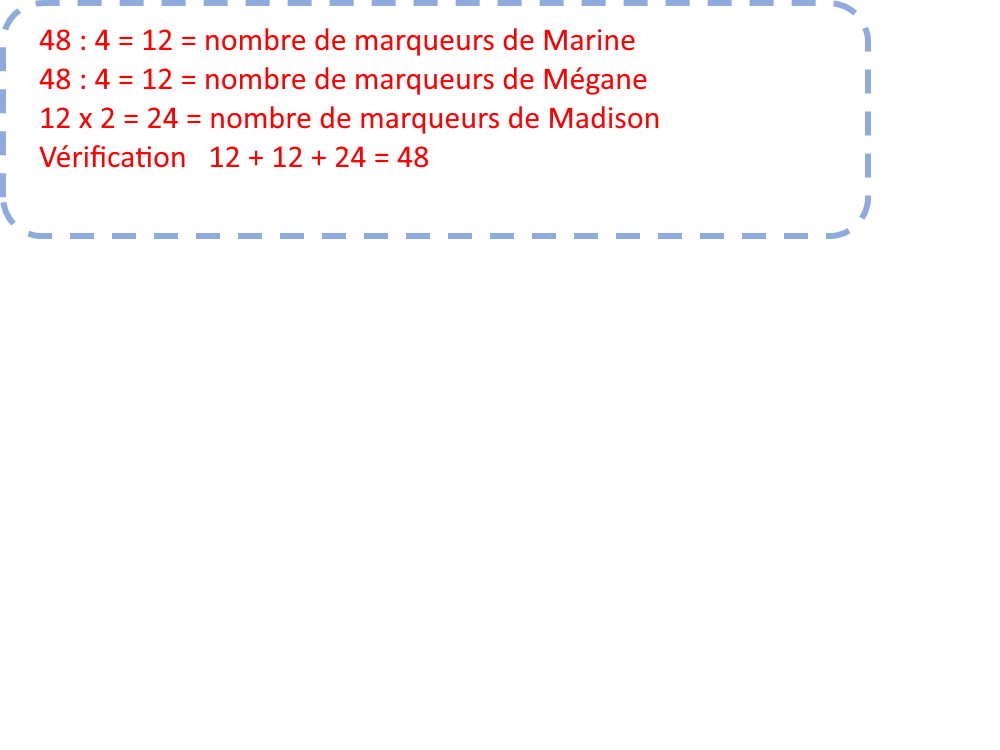 48 : 4 = 12 = nombre de marqueurs de Marine
48 : 4 = 12 = nombre de marqueurs de Mégane
12 x 2 = 24 = nombre de marqueurs de Madison
Vérification   12 + 12 + 24 = 48